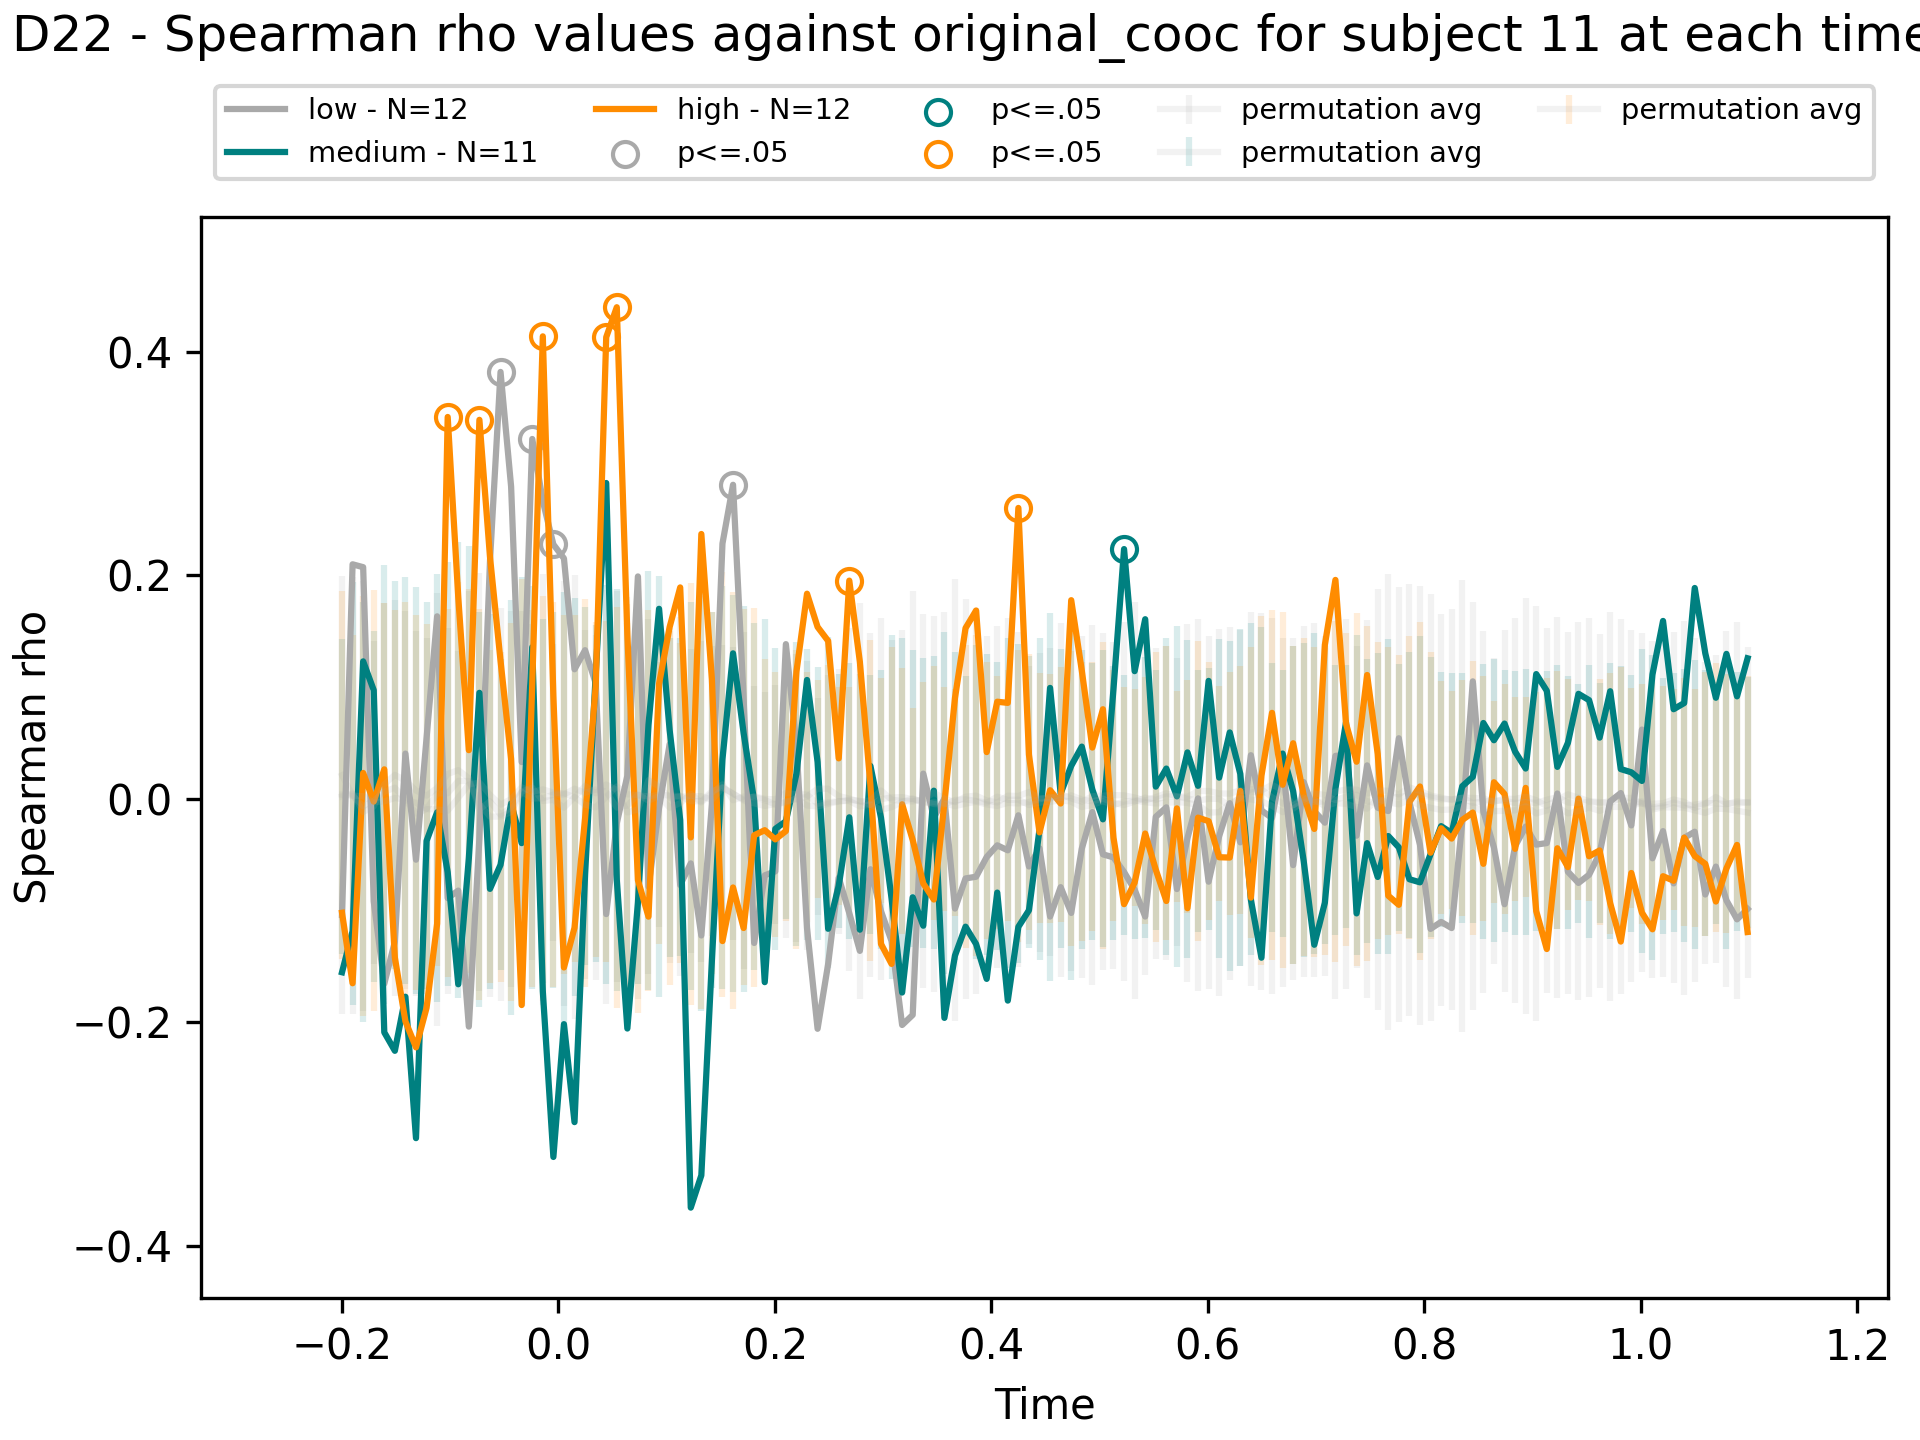 D22 - Spearman rho values against original_cooc for subject 11 at each time
low - N=12
medium - N=11
high - N=12
p<=.05
p<=.05
p<=.05
permutation avg
permutation avg
permutation avg
Spearman rho
0.4
0.2
0.0
−0.2
−0.4
−0.2 0.0 0.2 0.4 0.6 0.8 1.0 1.2
Time